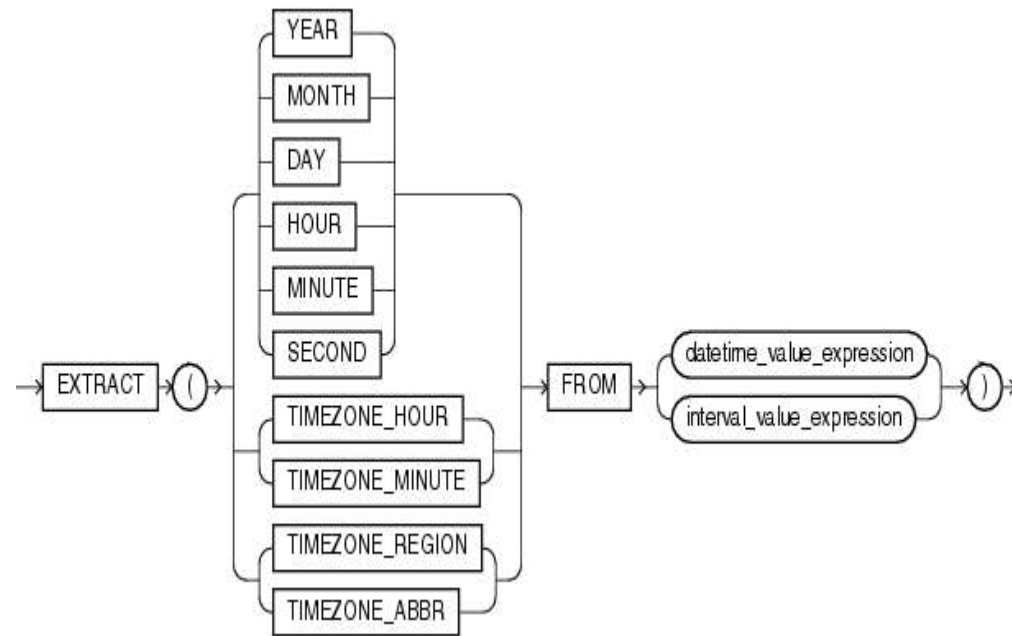 YEAR
MONTH
DAY
HOUR
MINUTE
SECOND
EXTRACT ( FROM datetime_value_expression interval_value_expression )
TIMEZONE_HOUR
TIMEZONE_MINUTE
TIMEZONE_REGION
TIMEZONE_ABBR